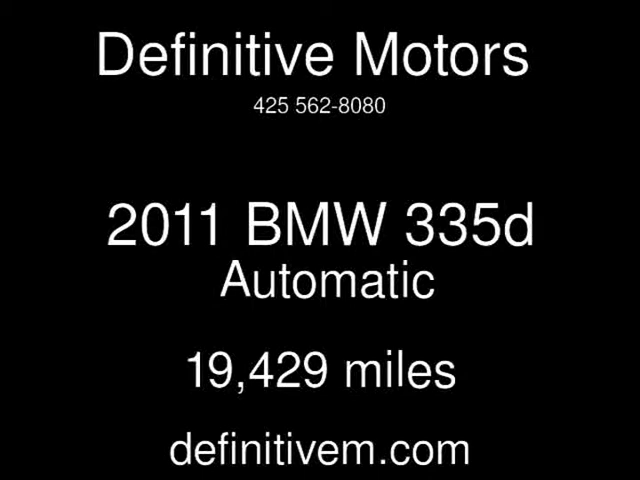 Definitive Motors
425 562-8080
2011 BMW 335d
Automatic
19,429 miles
definitivem.com